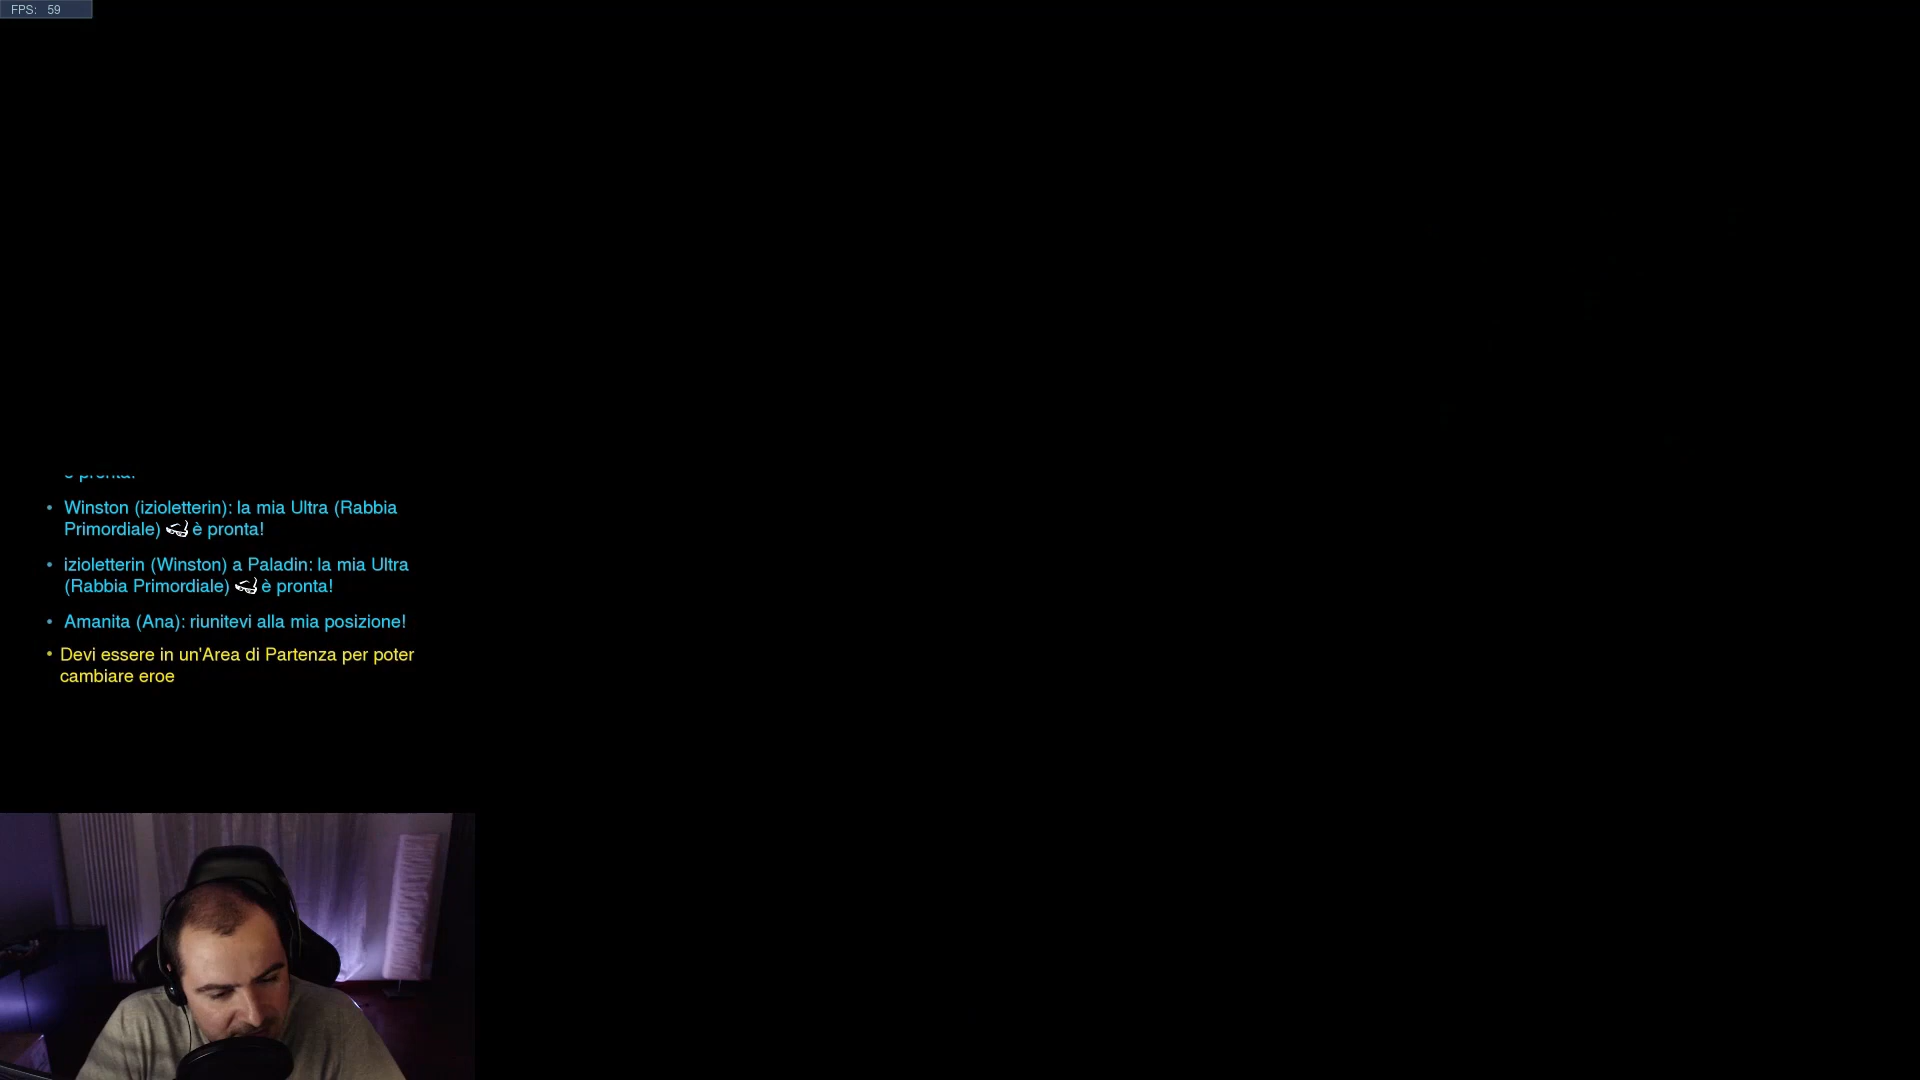 FPS: 59
è pronta!
• Winston (izioletterin): la mia Ultra (Rabbia
Primordiale) è pronta!
• izioletterin (Winston) a Paladin: la mia Ultra
(Rabbia Primordiale) è pronta!
• Amanita (Ana): riunitevi alla mia posizione!
• Devi essere in un'Area di Partenza per poter
cambiare eroe